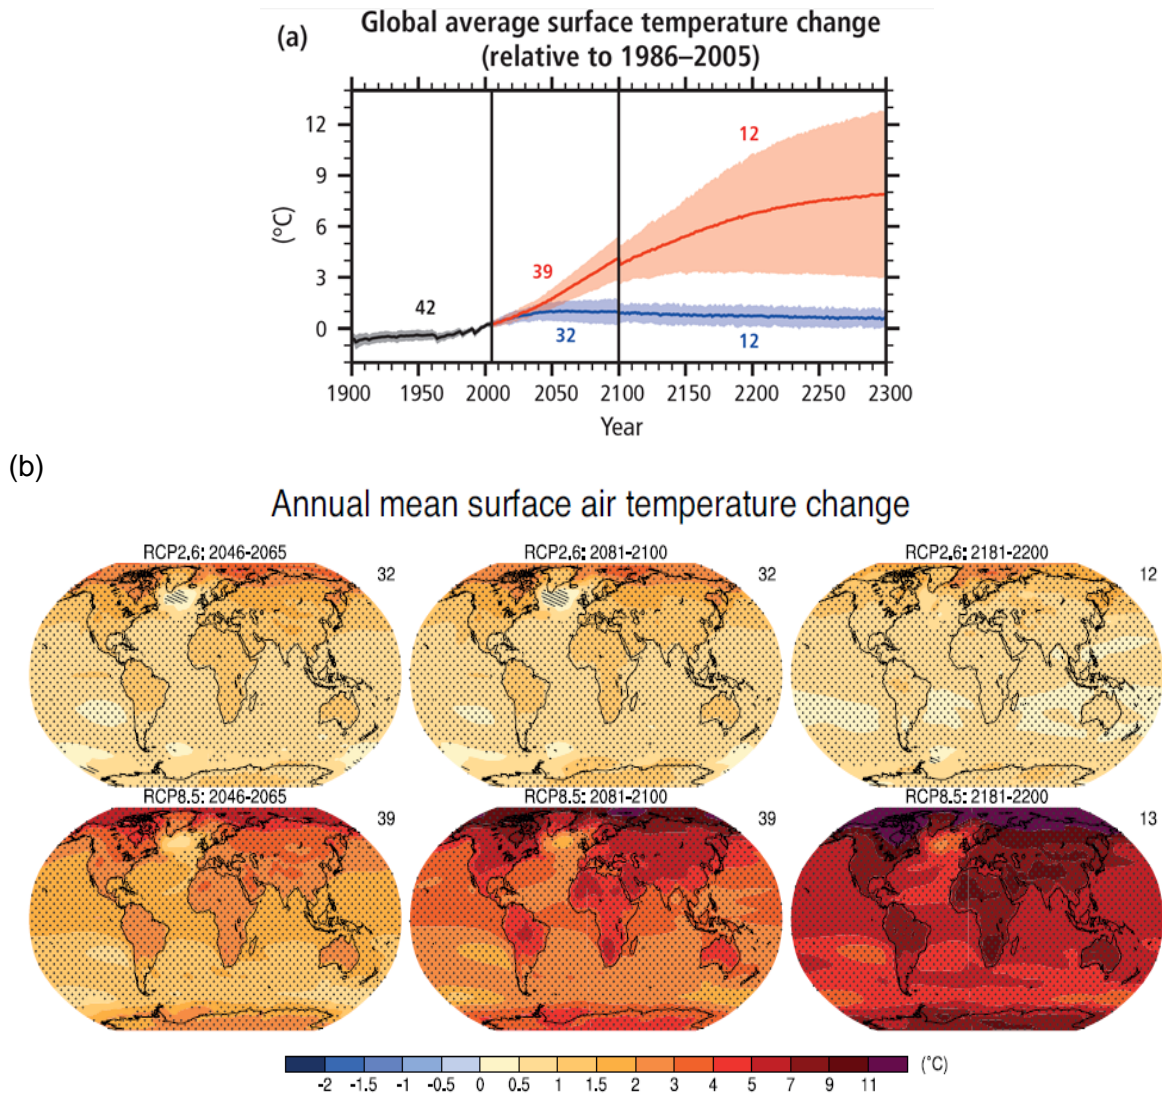 (a)
Global average surface temperature change
(relative to 1986–2005)
12
9
6
3
0
(°C)
42
39
32
12
12
1900 1950 2000 2050 2100 2150 2200 2250 2300
Year
(b)
Annual mean surface air temperature change
RCP2.6: 2046-2065
32
RCP2.6: 2081-2100
32
RCP2.6: 2181-2200
12
RCP8.5: 2046-2065
39
RCP8.5: 2081-2100
39
RCP8.5: 2181-2200
13
(°C)
-2 -1.5 -1 -0.5 0 0.5 1 1.5 2 3 4 5 7 9 11